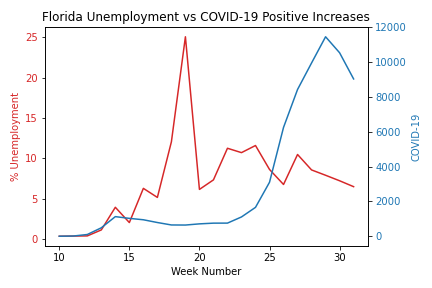 Florida Unemployment vs COVID-19 Positive Increases
25
20
15
10
5
0
% Unemployment
12000
10000
8000
6000
4000
2000
0
COVID-19
10 15 20 25 30
Week Number